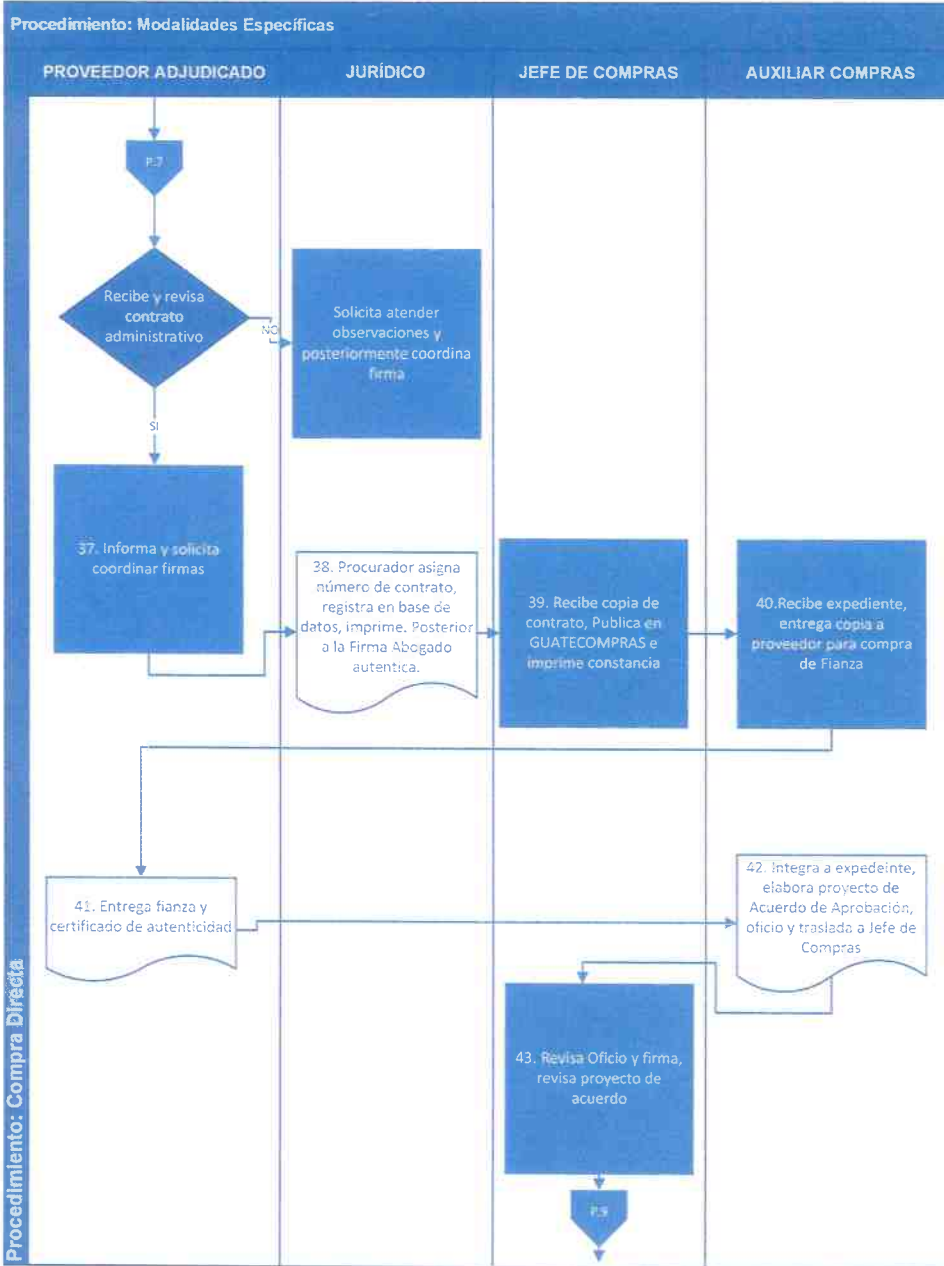 Procedimiento: Modalidades Específicas
PROVEEDOR ADJUDICADO
JURÍDICO
JEFE DE COMPRAS
AUXILIAR COMPRAS
P.7
Recibe y revisa
contrato
administrativo
NO
Solicita atender
observaciones y
posteriormente coordina
firma
SI
37. Informa y solicita
coordinar firmas
38. Procurador asigna
número de contrato,
registra en base de
datos, imprime. Posterior
a la Firma Abogado
autentica.
39. Recibe copia de
contrato, Publica en
GUATECOMPRAS e
imprime constancia
40.Recibe expediente,
entrega copia a
proveedor para compra
de Fianza
41. Entrega fianza y
certificado de autenticidad
42. Integra a expedeinte,
elabora proyecto de
Acuerdo de Aprobación,
oficio y traslada a Jefe de
Compras
43. Revisa Oficio y firma,
revisa proyecto de
acuerdo
P.9
Procedimiento: Compra Directa